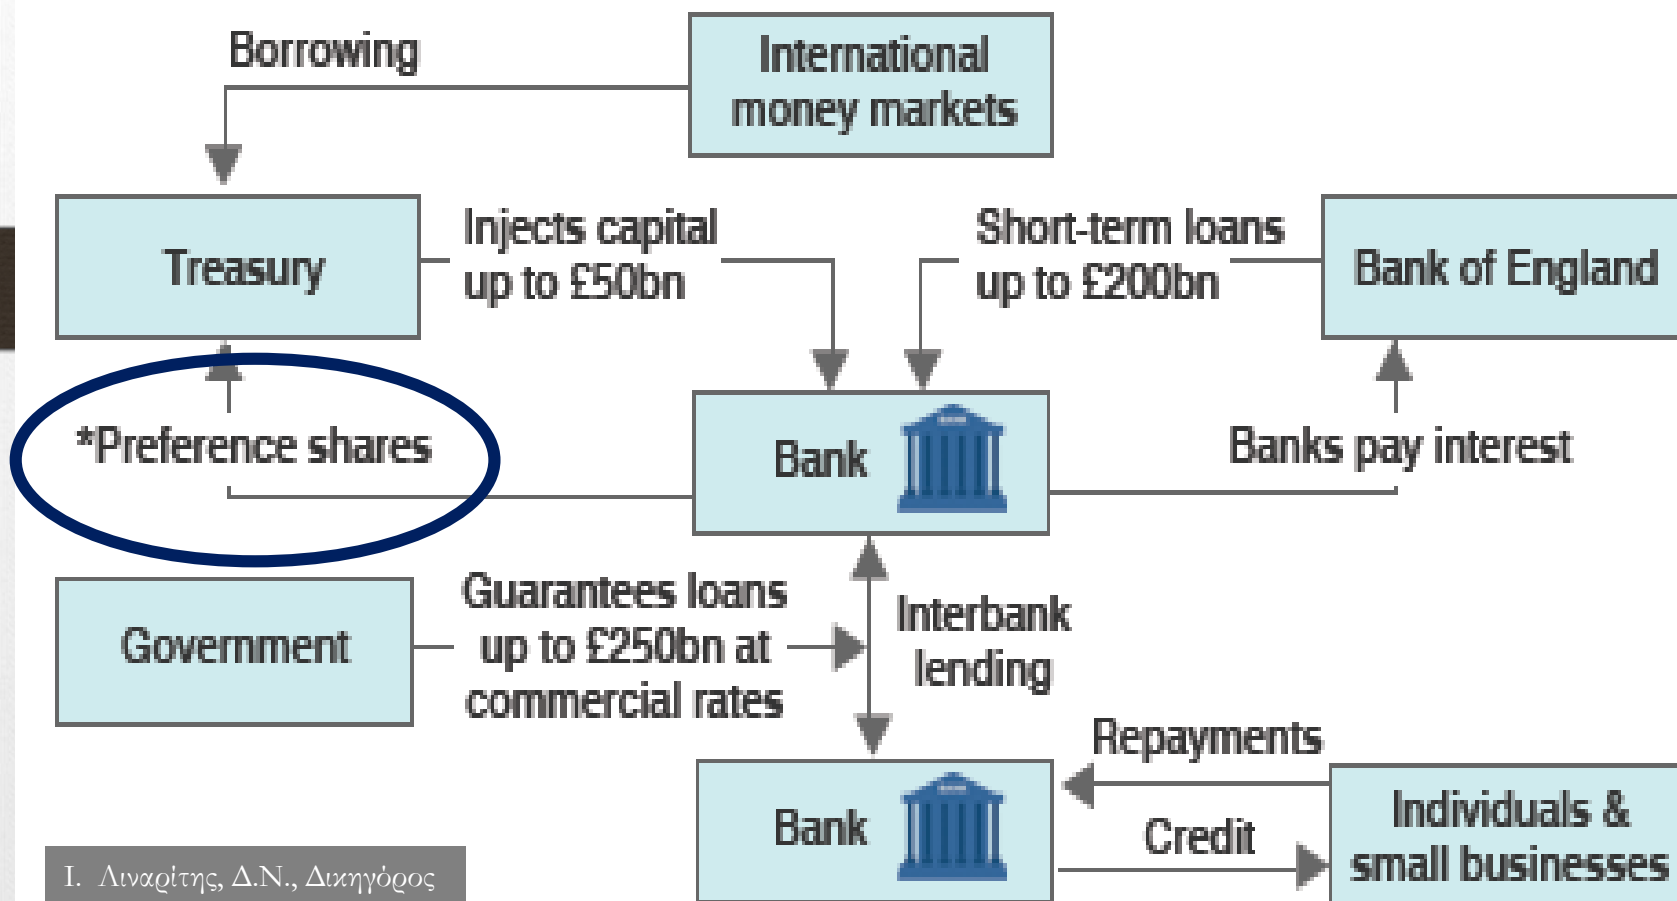 Borrowing
International
money markets
Treasury
Injects capital
up to £50bn
Short-term loans
up to £200bn
Bank of England
*Preference shares
Bank
Banks pay interest
Government
Guarantees loans
up to £250bn at
commercial rates
Interbank
lending
Repayments
Bank
Credit
Individuals &
small businesses
Ι. Λιναρίτης, Δ.Ν., Δικηγόρος